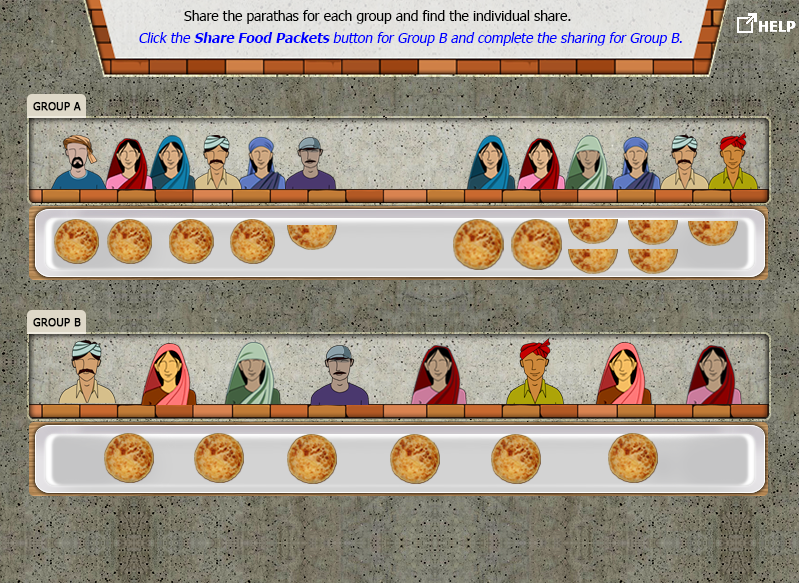 Share the parathas for each group and find the individual share.
Click the Share Food Packets button for Group B and complete the sharing for Group B.
HELP
GROUP A
GROUP B